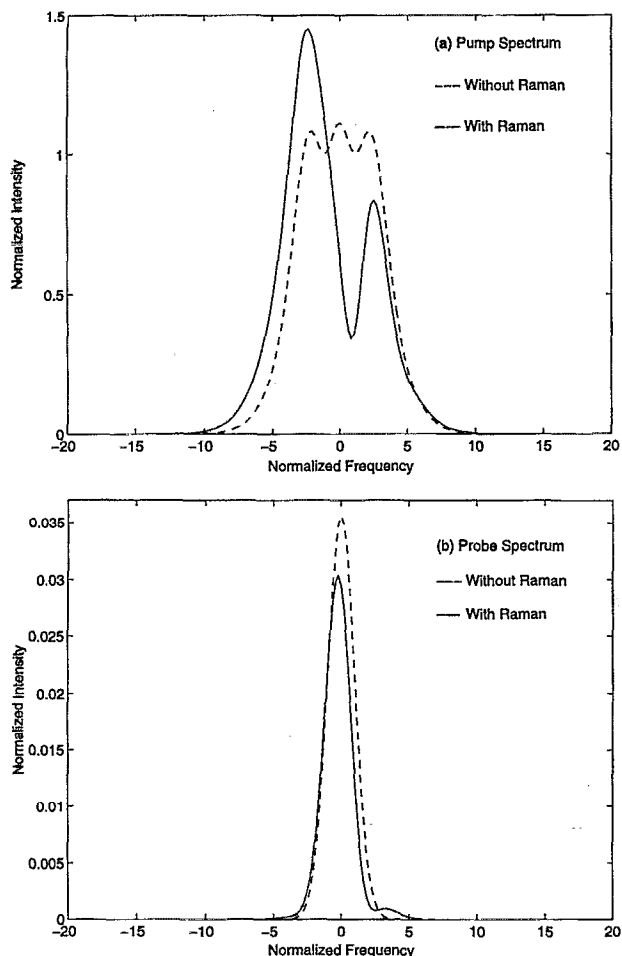 1.5
(a) Pump Spectrum
Without Raman
With Raman
1
0.5
0
Normalized Intensity
−20 −15 −10 −5 0 5 10 15 20
Normalized Frequency
0.035
(b) Probe Spectrum
Without Raman
With Raman
0.03
0.025
0.02
0.015
0.01
0.005
0
Normalized Intensity
−20 −15 −10 −5 0 5 10 15 20
Normalized Frequency